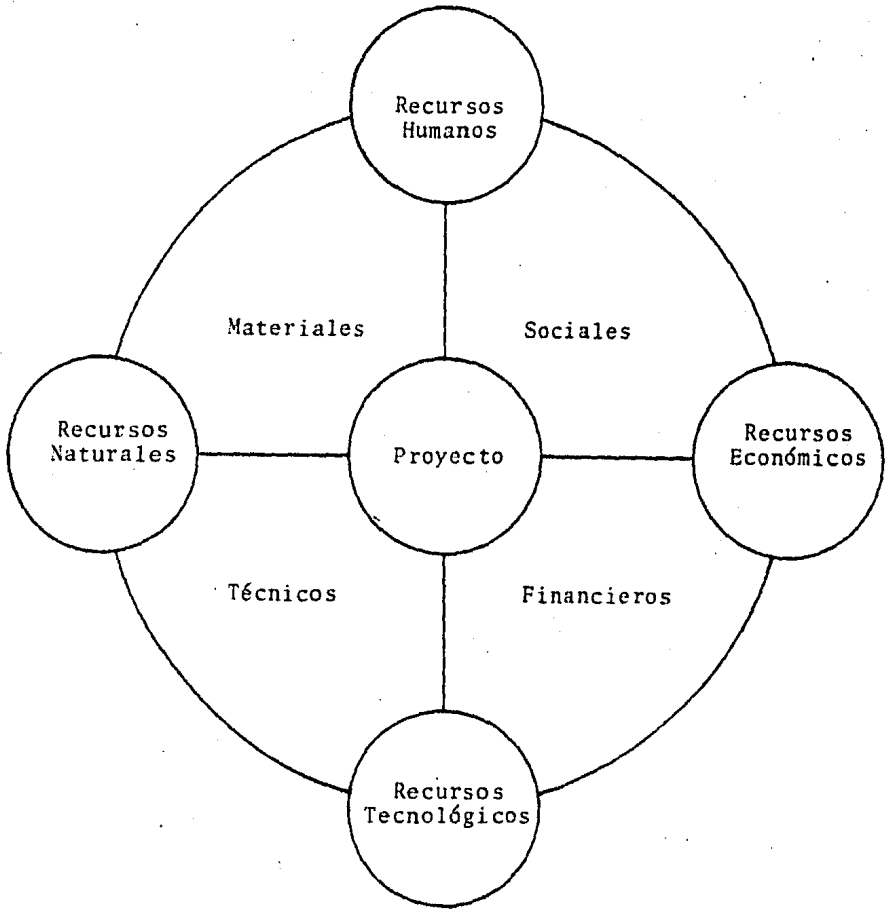 Recursos
Humanos
Materiales
Sociales
Recursos
Naturales
Proyecto
Recursos
Económicos
Técnicos
Financieros
Recursos
Tecnológicos